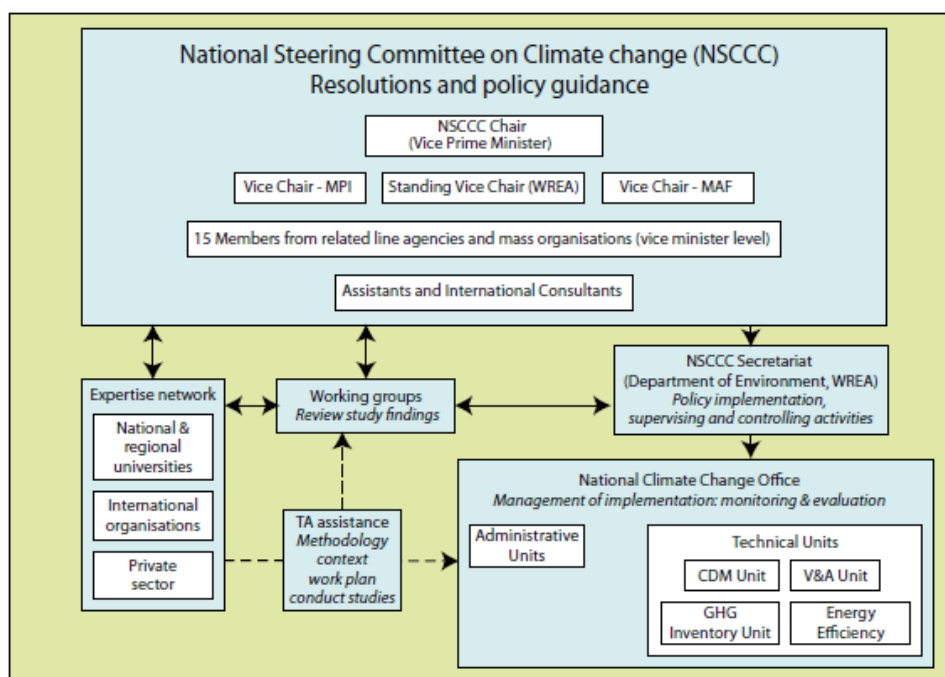 National Steering Committee on Climate change (NSCCC)
Resolutions and policy guidance
NSCCC Chair
(Vice Prime Minister)
Vice Chair - MPI
Standing Vice Chair (WREA)
Vice Chair - MAF
15 Members from related line agencies and mass organisations (vice minister level)
Assistants and International Consultants
Expertise network
National &
regional
universities
International
organisations
Private
sector
Working groups
Review study findings
NSCCC Secretariat
(Department of Environment, WREA)
Policy implementation,
supervising and controlling activities
TA assistance
Methodology
context
work plan
conduct studies
National Climate Change Office
Management of implementation: monitoring & evaluation
Administrative
Units
Technical Units
CDM Unit
V&A Unit
GHG
Inventory Unit
Energy
Efficiency